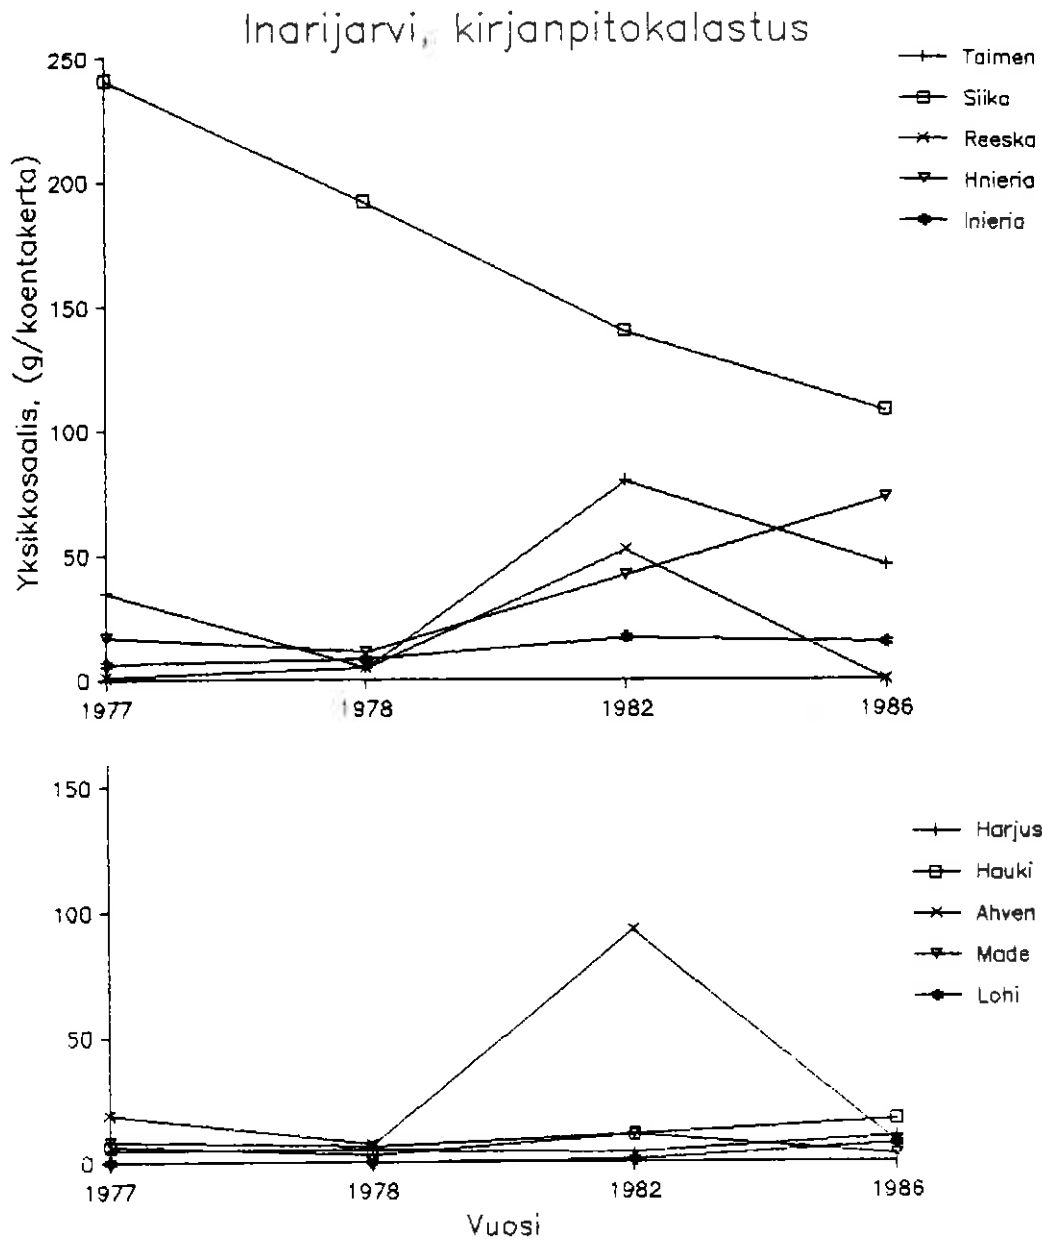 Inarijarvi, kirjanpitokalastus
Yksikkosaalis, (g/koentakerta)
250
200
150
100
50
0
1977 1978 1982 1986
Taimen
Siika
Reeska
Hnieria
Inieria
150
100
50
0
1977 1978 1982 1986
Vuosi
Harjus
Hauki
Ahven
Made
Lohi